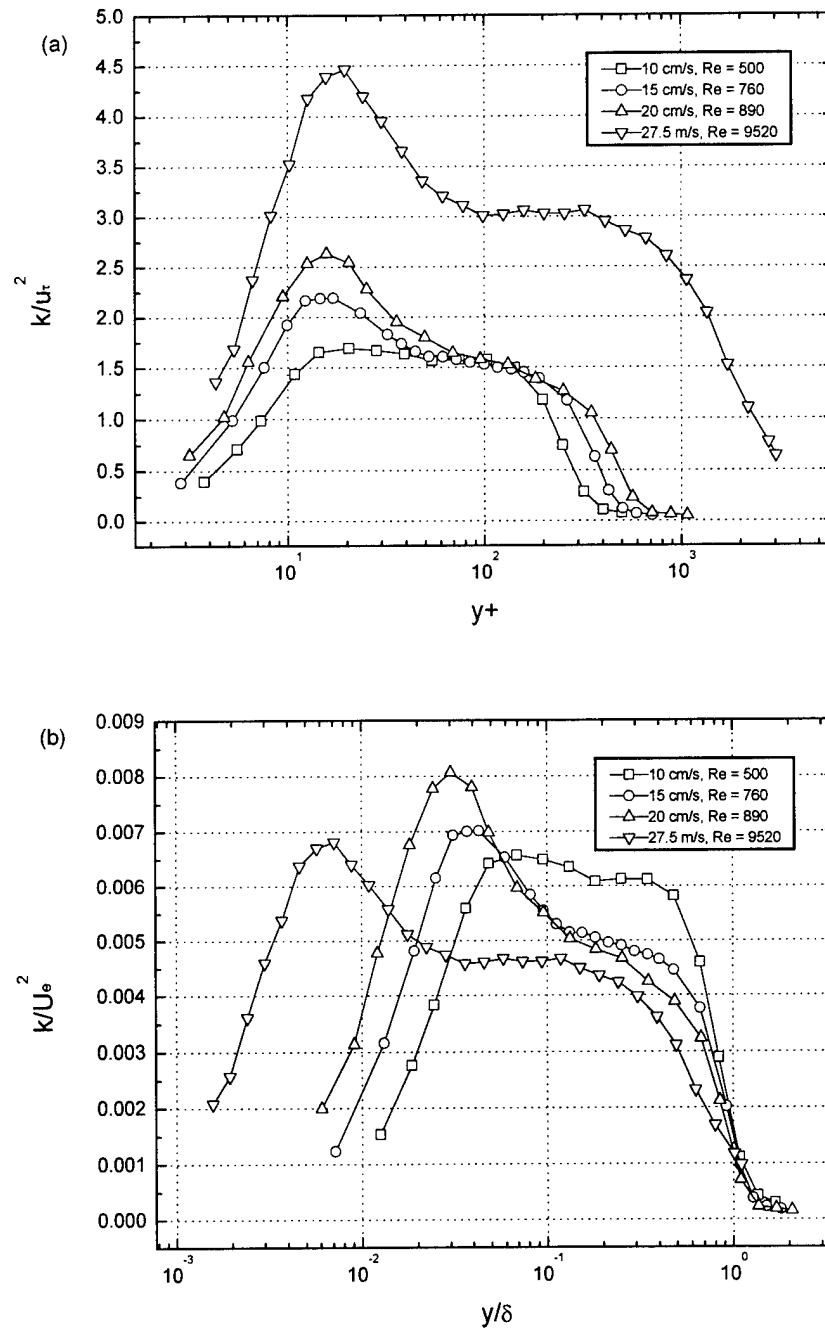 (a)
5.0
4.5
4.0
3.5
3.0
2.5
2.0
1.5
1.0
0.5
0.0
k/uτ²
10 cm/s, Re = 500
15 cm/s, Re = 760
20 cm/s, Re = 890
27.5 m/s, Re = 9520
10¹
10²
10³
y+
(b)
0.009
0.008
0.007
0.006
0.005
0.004
0.003
0.002
0.001
0.000
k/Ue²
10 cm/s, Re = 500
15 cm/s, Re = 760
20 cm/s, Re = 890
27.5 m/s, Re = 9520
10⁻³
10⁻²
10⁻¹
10⁰
y/δ